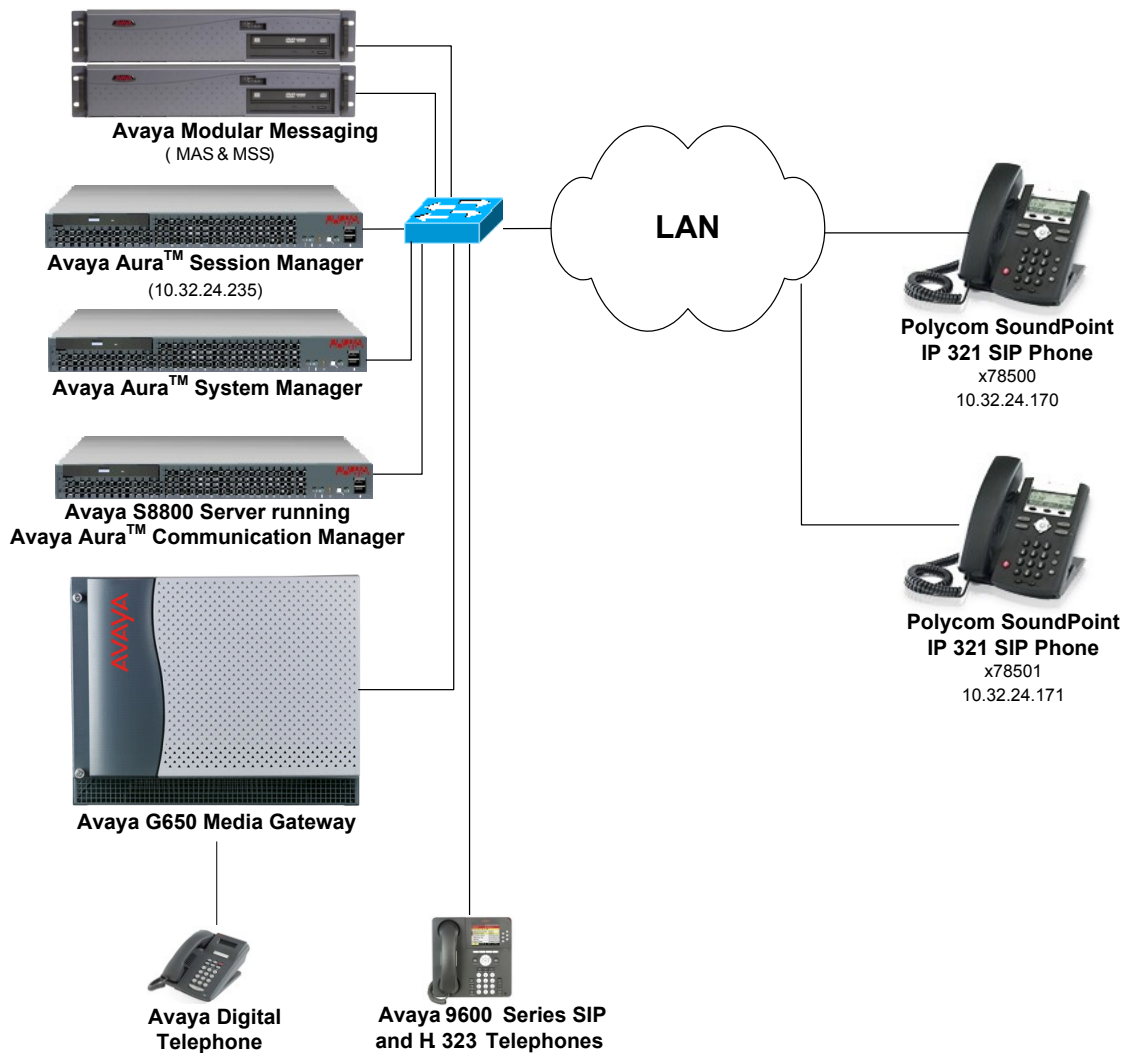 Avaya Modular Messaging
( MAS & MSS)
Avaya Aura™ Session Manager
(10.32.24.235)
Avaya Aura™ System Manager
Avaya S8800 Server running
Avaya Aura™ Communication Manager
AVAYA
Avaya G650 Media Gateway
Avaya Digital
Telephone
Avaya 9600 Series SIP
and H.323 Telephones
LAN
Polycom SoundPoint
IP 321 SIP Phone
x78500
10.32.24.170
Polycom SoundPoint
IP 321 SIP Phone
x78501
10.32.24.171